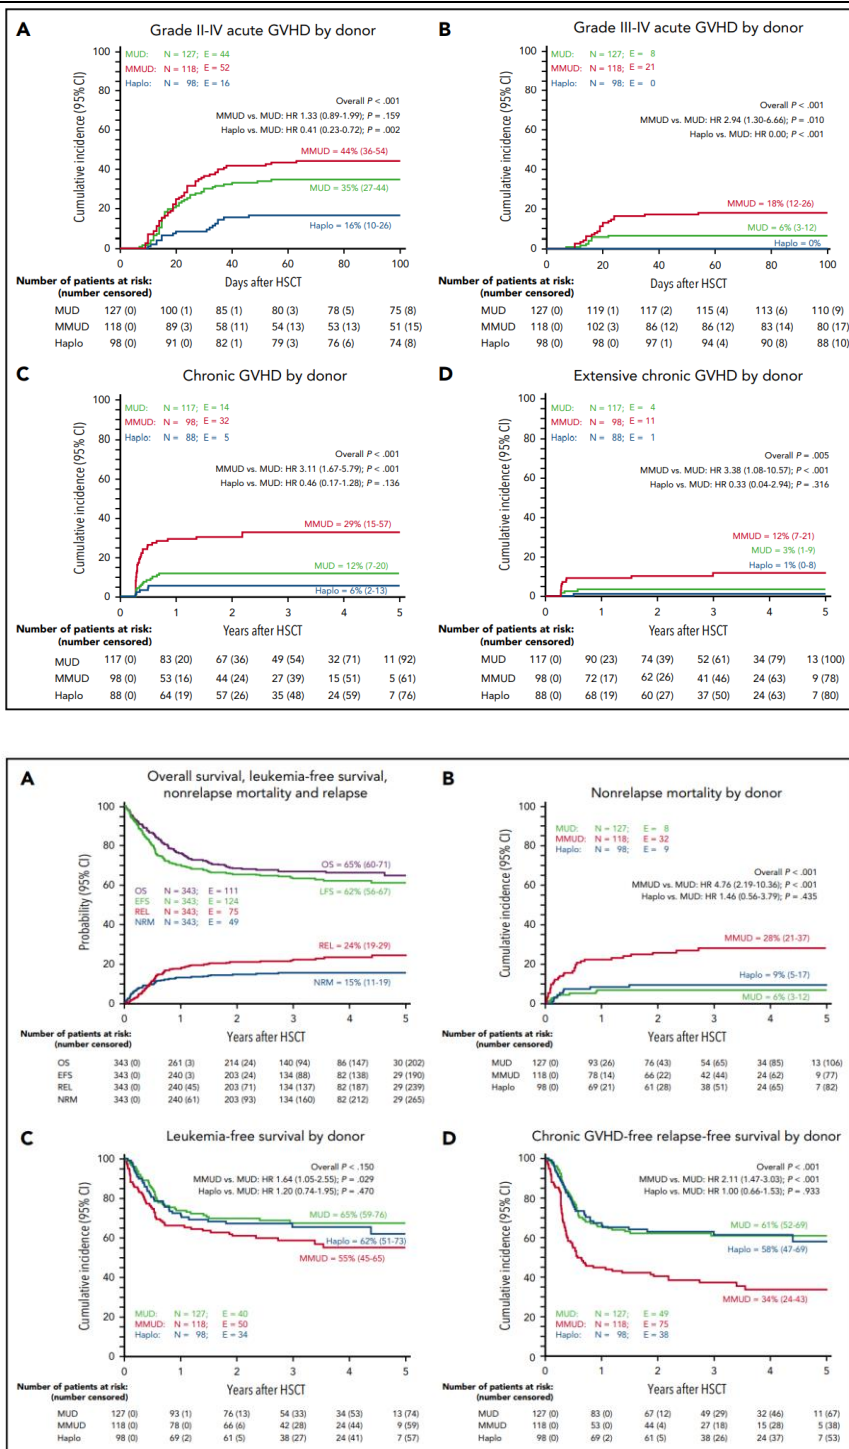 A
Grade II-IV acute GVHD by donor
Cumulative incidence (95% CI)
100
80
60
40
20
0
MUD: N = 127; E = 44
MMUD: N = 118; E = 52
Haplo: N = 98; E = 16
Overall P < .001
MMUD vs. MUD: HR 1.33 (0.89-1.99); P = .159
Haplo vs. MUD: HR 0.41 (0.23-0.72); P = .002
MMUD = 44% (36-54)
MUD = 35% (27-44)
Haplo = 16% (10-26)
0 20 40 60 80 100
Days after HSCT
Number of patients at risk:
(number censored)
MUD 127 (0) 100 (1) 85 (1) 80 (3) 78 (5) 75 (8)
MMUD 118 (0) 89 (3) 58 (11) 54 (13) 53 (13) 51 (15)
Haplo 98 (0) 91 (0) 82 (1) 79 (3) 76 (6) 74 (8)
B
Grade III-IV acute GVHD by donor
Cumulative incidence (95% CI)
100
80
60
40
20
0
MUD: N = 127; E = 8
MMUD: N = 118; E = 21
Haplo: N = 98; E = 0
Overall P < .001
MMUD vs. MUD: HR 2.94 (1.30-6.66); P = .010
Haplo vs. MUD: HR 0.00; P < .001
MMUD = 18% (12-26)
MUD = 6% (3-12)
Haplo = 0%
0 20 40 60 80 100
Days after HSCT
Number of patients at risk:
(number censored)
MUD 127 (0) 119 (1) 117 (2) 115 (4) 113 (6) 110 (9)
MMUD 118 (0) 102 (3) 86 (12) 86 (12) 83 (14) 80 (17)
Haplo 98 (0) 98 (0) 97 (1) 94 (4) 90 (8) 88 (10)
C
Chronic GVHD by donor
Cumulative incidence (95% CI)
100
80
60
40
20
0
MUD: N = 117; E = 14
MMUD: N = 98; E = 32
Haplo: N = 88; E = 5
Overall P < .001
MMUD vs. MUD: HR 3.11 (1.67-5.79); P < .001
Haplo vs. MUD: HR 0.46 (0.17-1.28); P = .136
MMUD = 29% (15-57)
MUD = 12% (7-20)
Haplo = 6% (2-13)
0 1 2 3 4 5
Years after HSCT
Number of patients at risk:
(number censored)
MUD 117 (0) 83 (20) 67 (36) 49 (54) 32 (71) 11 (92)
MMUD 98 (0) 53 (16) 44 (24) 27 (39) 15 (51) 5 (61)
Haplo 88 (0) 64 (19) 57 (26) 35 (48) 24 (59) 7 (76)
D
Extensive chronic GVHD by donor
Cumulative incidence (95% CI)
100
80
60
40
20
0
MUD: N = 117; E = 4
MMUD: N = 98; E = 11
Haplo: N = 88; E = 1
Overall P = .005
MMUD vs. MUD: HR 3.38 (1.08-10.57); P < .001
Haplo vs. MUD: HR 0.33 (0.04-2.94); P = .316
MMUD = 12% (7-21)
MUD = 3% (1-9)
Haplo = 1% (0-8)
0 1 2 3 4 5
Years after HSCT
Number of patients at risk:
(number censored)
MUD 117 (0) 90 (23) 74 (39) 52 (61) 34 (79) 13 (100)
MMUD 98 (0) 72 (17) 62 (26) 41 (46) 24 (63) 9 (78)
Haplo 88 (0) 68 (19) 60 (27) 37 (50) 24 (63) 7 (80)
A
Overall survival, leukemia-free survival,
nonrelapse mortality and relapse
Probability (95% CI)
100
80
60
40
20
0
OS = 65% (60-71)
LFS = 62% (56-67)
OS N = 343; E = 111
EFS N = 343; E = 124
REL N = 343; E = 75
NRM N = 343; E = 49
REL = 24% (19-29)
NRM = 15% (11-19)
0 1 2 3 4 5
Years after HSCT
Number of patients at risk:
(number censored)
OS 343 (0) 261 (3) 214 (24) 140 (94) 86 (147) 30 (202)
EFS 343 (0) 240 (3) 203 (24) 134 (88) 82 (138) 29 (190)
REL 343 (0) 240 (45) 203 (71) 134 (137) 82 (187) 29 (239)
NRM 343 (0) 240 (61) 203 (93) 134 (160) 82 (212) 29 (265)
B
Nonrelapse mortality by donor
Cumulative incidence (95% CI)
100
80
60
40
20
0
MUD: N = 127; E = 8
MMUD: N = 118; E = 32
Haplo: N = 98; E = 9
Overall P < .001
MMUD vs. MUD: HR 4.76 (2.19-10.36); P < .001
Haplo vs. MUD: HR 1.46 (0.56-3.79); P = .435
MMUD = 28% (21-37)
Haplo = 9% (5-17)
MUD = 6% (3-12)
0 1 2 3 4 5
Years after HSCT
Number of patients at risk:
(number censored)
MUD 127 (0) 93 (26) 76 (43) 54 (65) 34 (85) 13 (106)
MMUD 118 (0) 78 (14) 66 (22) 42 (44) 24 (62) 9 (77)
Haplo 98 (0) 69 (21) 61 (28) 38 (51) 24 (65) 7 (82)
C
Leukemia-free survival by donor
Cumulative incidence (95% CI)
100
80
60
40
20
0
Overall P < .150
MMUD vs. MUD: HR 1.64 (1.05-2.55); P = .029
Haplo vs. MUD: HR 1.20 (0.74-1.95); P = .470
MUD = 65% (59-76)
Haplo = 62% (51-73)
MMUD = 55% (45-65)
MUD: N = 127; E = 40
MMUD: N = 118; E = 50
Haplo: N = 98; E = 34
0 1 2 3 4 5
Years after HSCT
Number of patients at risk:
(number censored)
MUD 127 (0) 93 (1) 76 (13) 54 (33) 34 (53) 13 (74)
MMUD 118 (0) 78 (0) 66 (6) 42 (28) 24 (44) 9 (59)
Haplo 98 (0) 69 (2) 61 (5) 38 (27) 24 (41) 7 (57)
D
Chronic GVHD-free relapse-free survival by donor
Cumulative incidence (95% CI)
100
80
60
40
20
0
Overall P < .001
MMUD vs. MUD: HR 2.11 (1.47-3.03); P < .001
Haplo vs. MUD: HR 1.00 (0.66-1.53); P = .933
MUD = 61% (52-69)
Haplo = 58% (47-69)
MMUD = 34% (24-43)
MUD: N = 127; E = 49
MMUD: N = 118; E = 75
Haplo: N = 98; E = 38
0 1 2 3 4 5
Years after HSCT
Number of patients at risk:
(number censored)
MUD 127 (0) 83 (0) 67 (12) 49 (29) 32 (46) 11 (67)
MMUD 118 (0) 53 (0) 44 (4) 27 (18) 15 (28) 5 (38)
Haplo 98 (0) 69 (2) 61 (5) 38 (26) 24 (37) 7 (53)